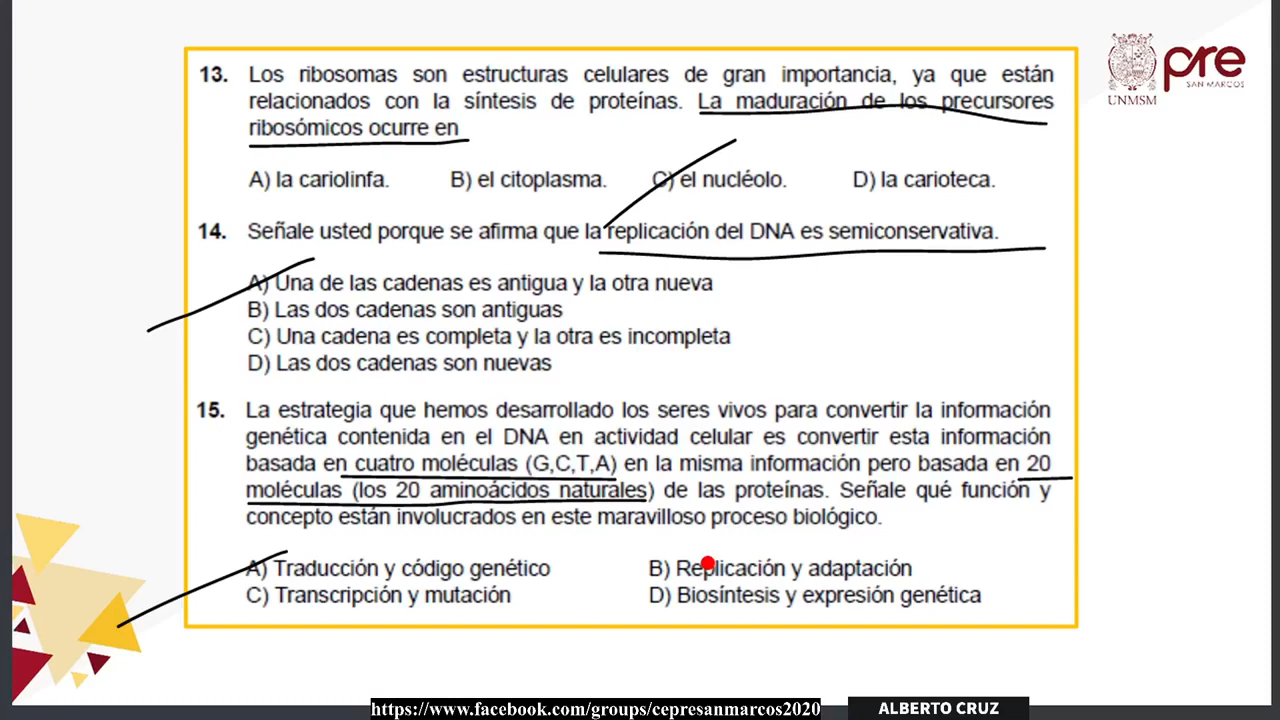 13. Los ribosomas son estructuras celulares de gran importancia, ya que están
relacionados con la síntesis de proteínas. La maduración de los precursores
ribosómicos ocurre en
A) la cariolinfa. B) el citoplasma. C) el nucléolo. D) la carioteca.
14. Señale usted porque se afirma que la replicación del DNA es semiconservativa.
A) Una de las cadenas es antigua y la otra nueva
B) Las dos cadenas son antiguas
C) Una cadena es completa y la otra es incompleta
D) Las dos cadenas son nuevas
15. La estrategia que hemos desarrollado los seres vivos para convertir la información
genética contenida en el DNA en actividad celular es convertir esta información
basada en cuatro moléculas (G,C,T,A) en la misma información pero basada en 20
moléculas (los 20 aminoácidos naturales) de las proteínas. Señale qué función y
concepto están involucrados en este maravilloso proceso biológico.
A) Traducción y código genético B) Replicación y adaptación
C) Transcripción y mutación D) Biosíntesis y expresión genética
pre
SAN MARCOS
UNMSM
https://www.facebook.com/groups/cepresanmarcos2020
ALBERTO CRUZ